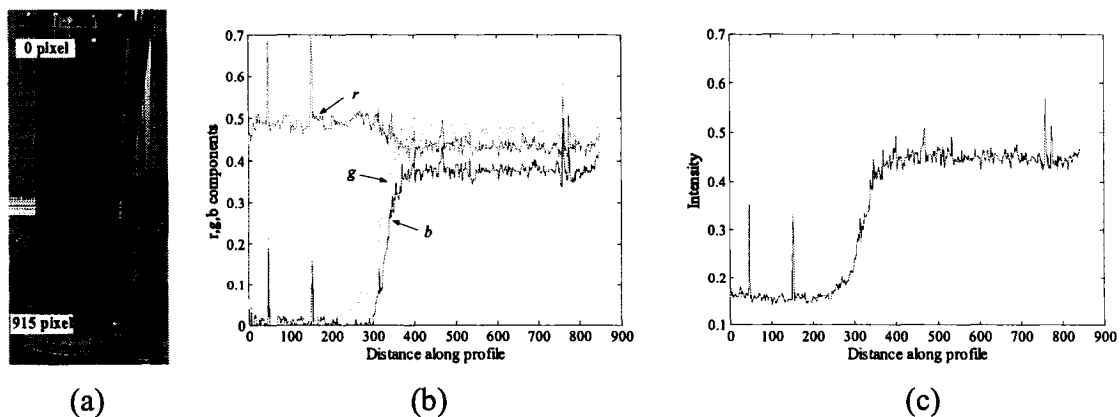 0 pixel
915 pixel
(a)
0.7
0.6
0.5
0.4
0.3
0.2
0.1
0
r,g,b components
r
g
b
0 100 200 300 400 500 600 700 800 900
Distance along profile
(b)
0.7
0.6
0.5
0.4
0.3
0.2
0.1
Intensity
0 100 200 300 400 500 600 700 800 900
Distance along profile
(c)